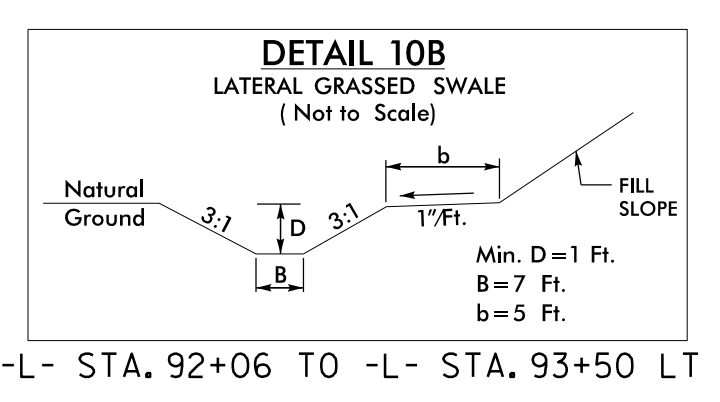 DETAIL 10B
LATERAL GRASSED SWALE
( Not to Scale)
b
Natural
Ground
3:1
D
3:1
1"/Ft.
FILL
SLOPE
B
Min. D=1 Ft.
B=7 Ft.
b=5 Ft.
-L- STA. 92+06 TO -L- STA. 93+50 LT